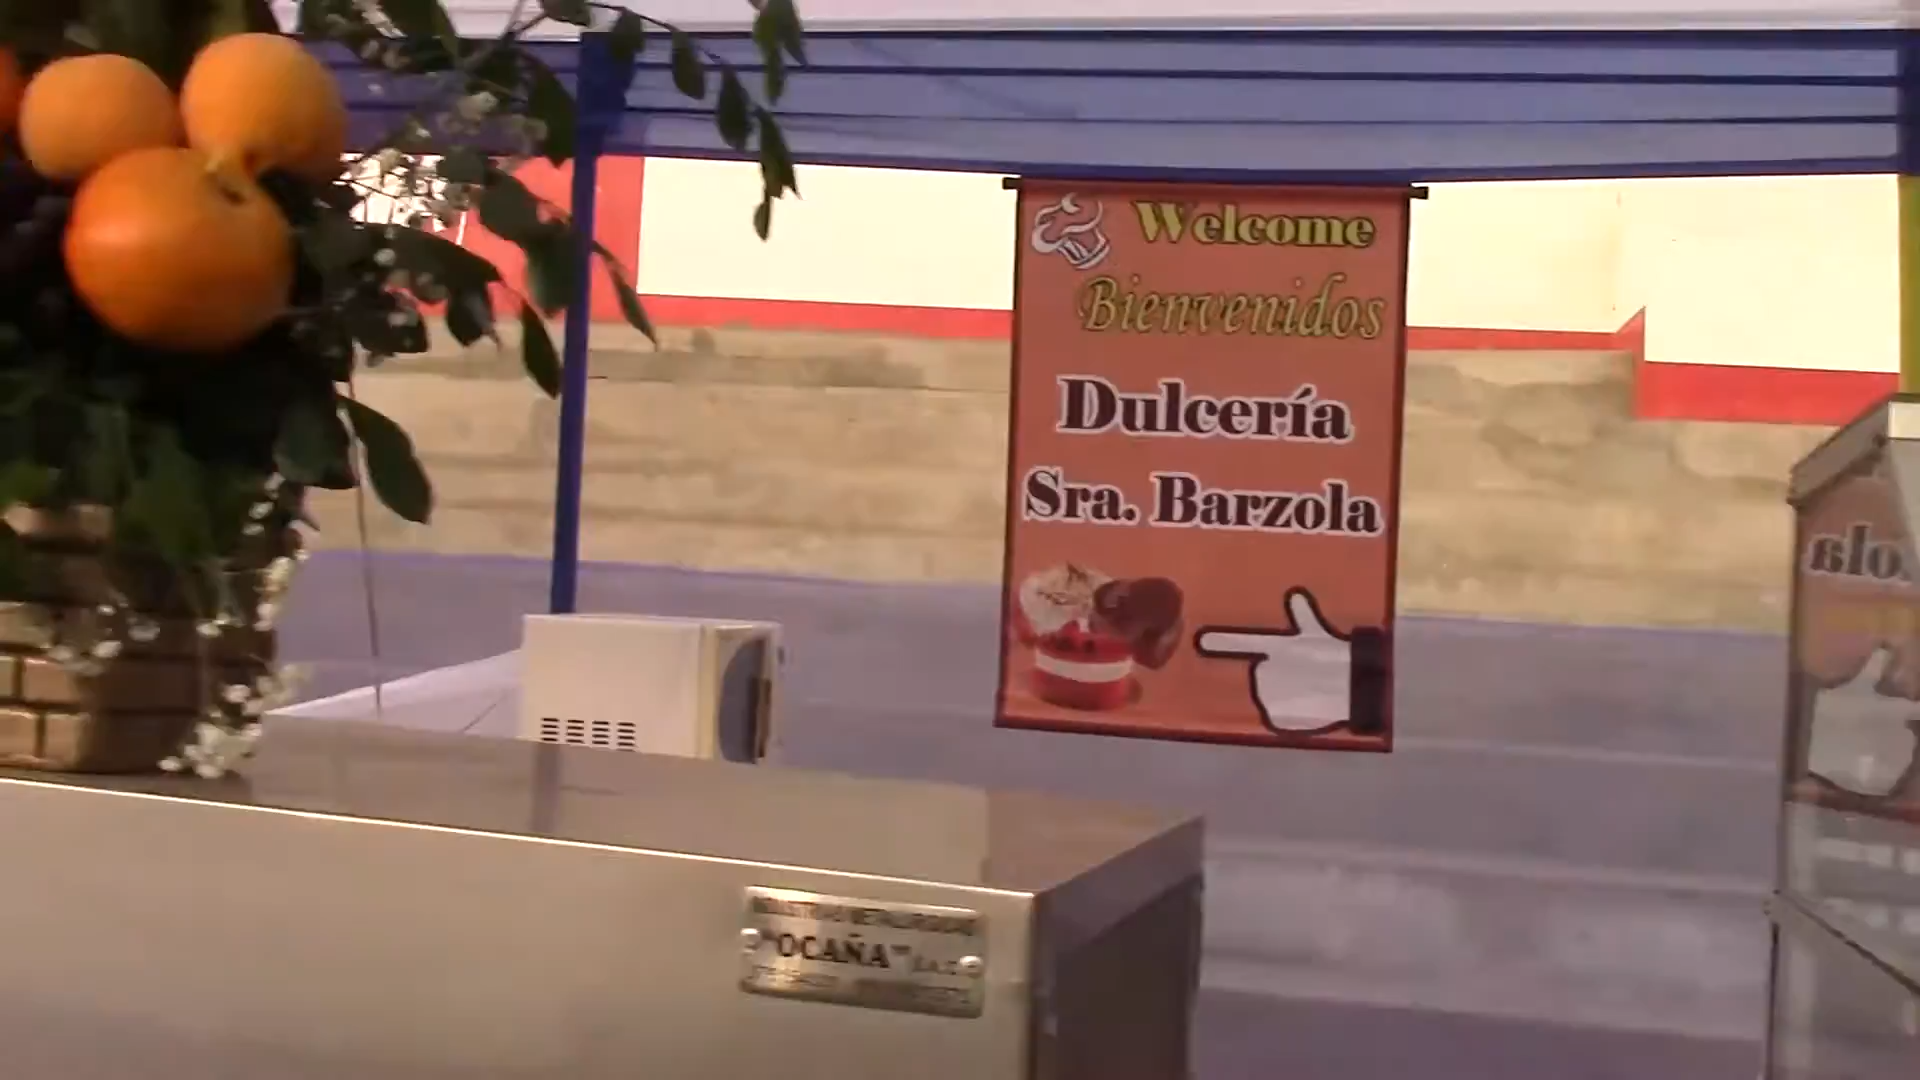 Welcome
Bienvenidos
Dulcería
Sra. Barzola
"OCAÑA" S.A.C.